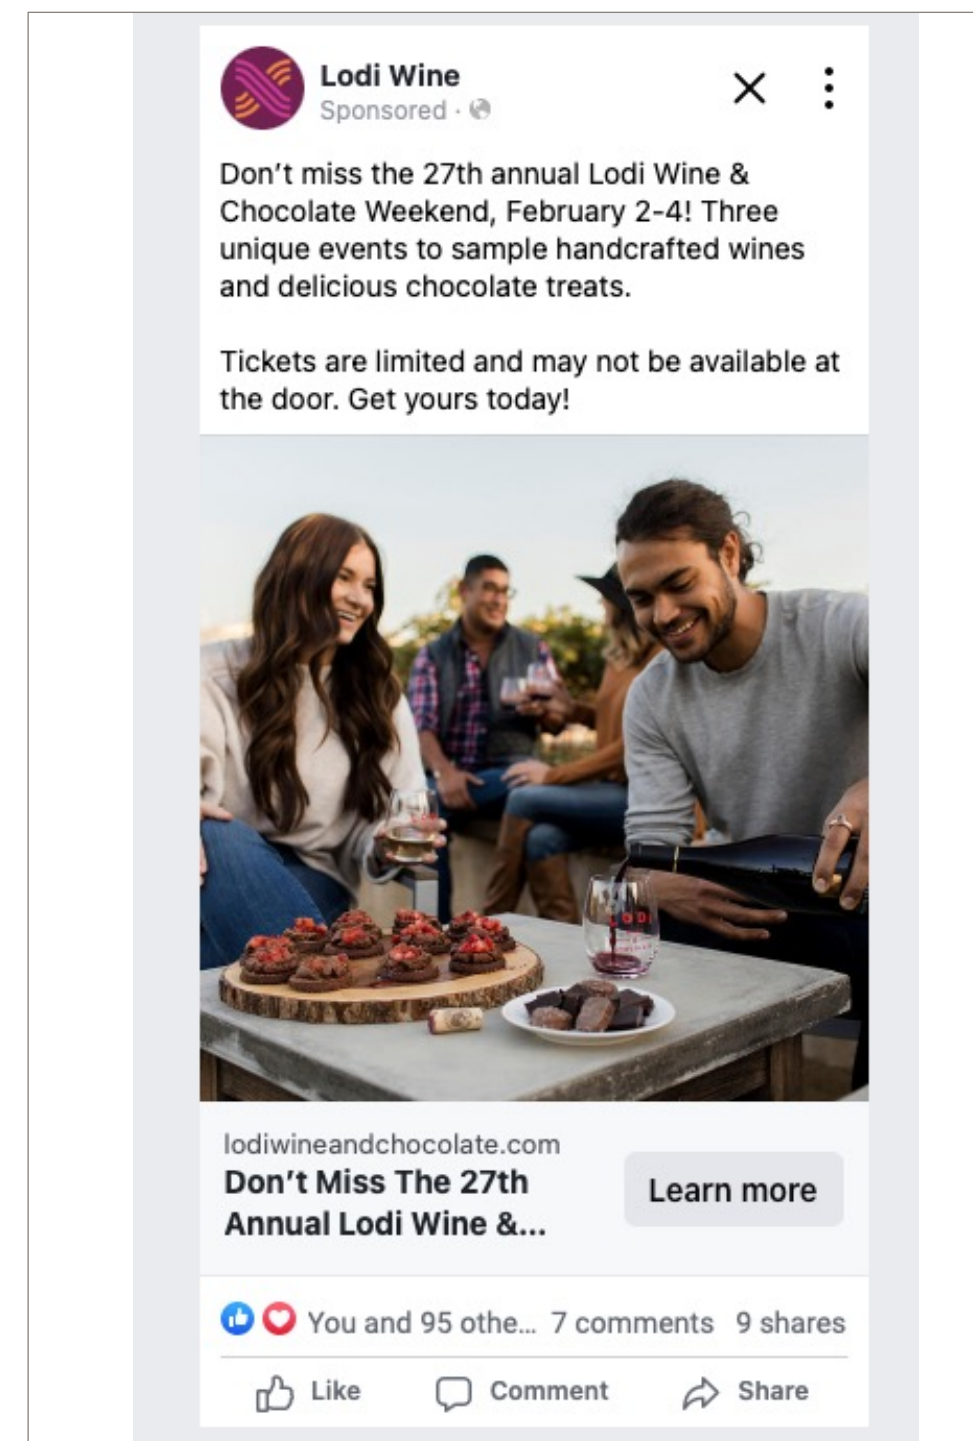 Lodi Wine
Sponsored ·
Don't miss the 27th annual Lodi Wine &
Chocolate Weekend, February 2-4! Three
unique events to sample handcrafted wines
and delicious chocolate treats.
Tickets are limited and may not be available at
the door. Get yours today!
LODI
lodiwineandchocolate.com
Don't Miss The 27th
Annual Lodi Wine &...
Learn more
You and 95 othe... 7 comments 9 shares
Like Comment Share